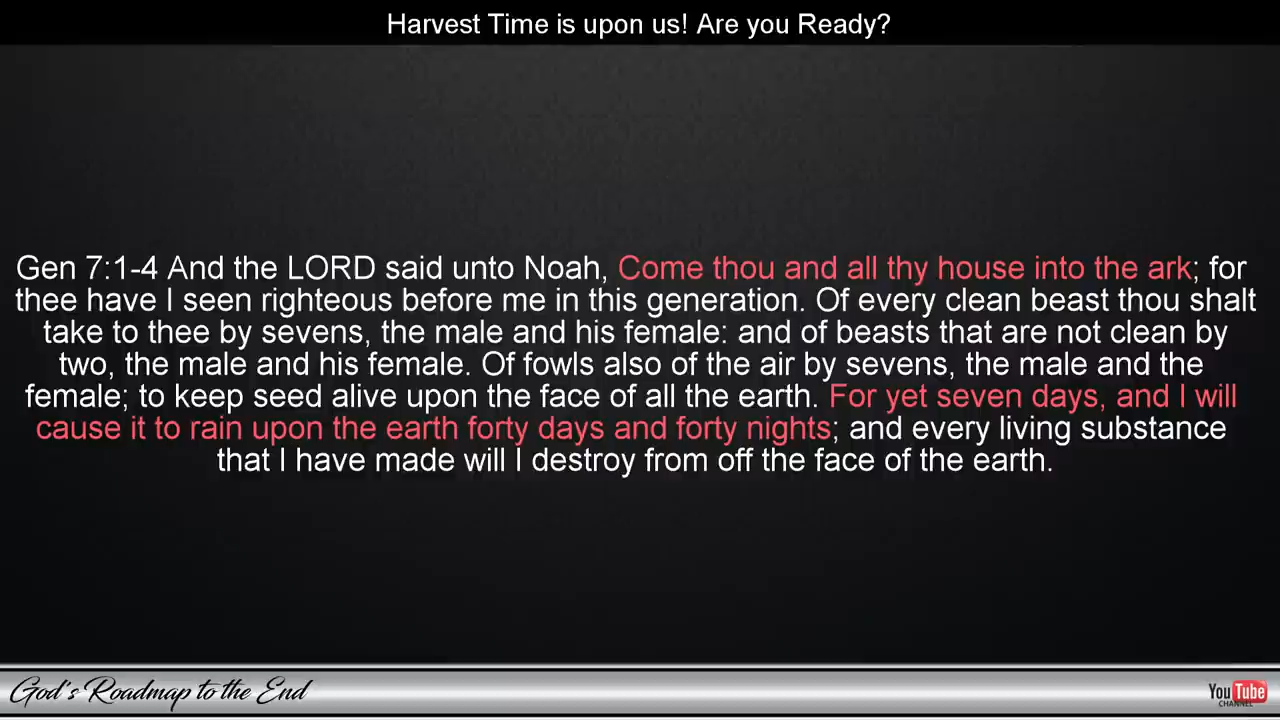 Harvest Time is upon us! Are you Ready?
Gen 7:1-4 And the LORD said unto Noah, Come thou and all thy house into the ark; for
thee have I seen righteous before me in this generation. Of every clean beast thou shalt
take to thee by sevens, the male and his female: and of beasts that are not clean by
two, the male and his female. Of fowls also of the air by sevens, the male and the
female; to keep seed alive upon the face of all the earth. For yet seven days, and I will
cause it to rain upon the earth forty days and forty nights; and every living substance
that I have made will I destroy from off the face of the earth.
God's Roadmap to the End
YouTube
CHANNEL